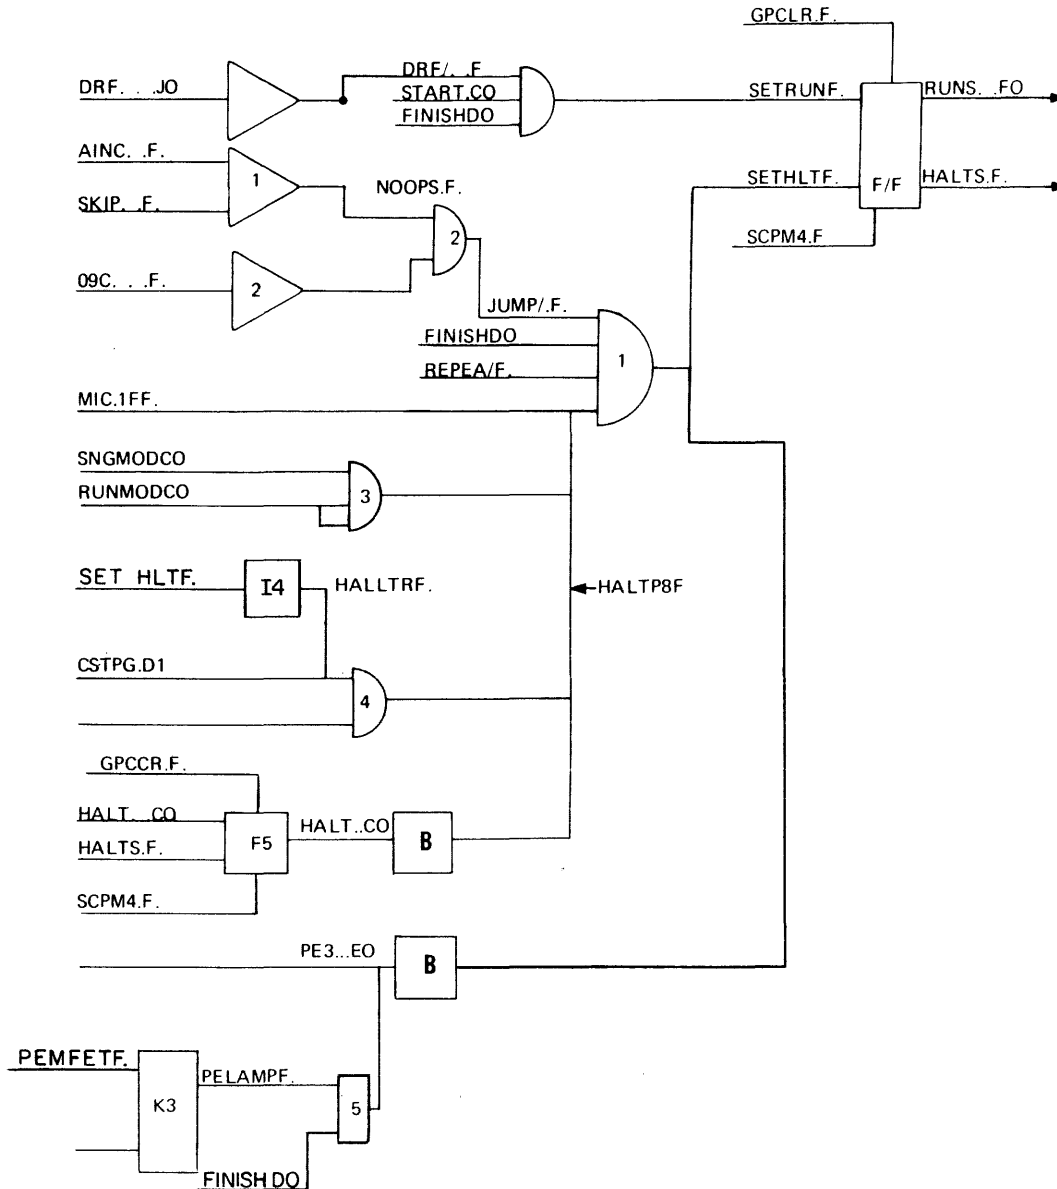 GPCLR.F.
DRF. . .JO
DRF/. .F
START.CO
FINISHDO
SETRUNF.
RUNS. .FO
AINC. .F.
1
SKIP. .F.
NOOPS.F.
2
SETHLTF.
F/F
HALTS.F.
SCPM4.F
09C. . .F.
2
JUMP/.F.
FINISHDO
REPEA/F.
1
MIC.1FF.
SNGMODCO
RUNMODCO
3
SET HLTF.
I4
HALLTRF.
HALTP8F
CSTPG.D1
4
GPCCR.F.
HALT. . .CO
HALTS.F.
F5
HALT..CO
B
SCPM4.F.
PE3...EO
B
PEMFETF.
K3
PELAMPF.
5
FINISH DO